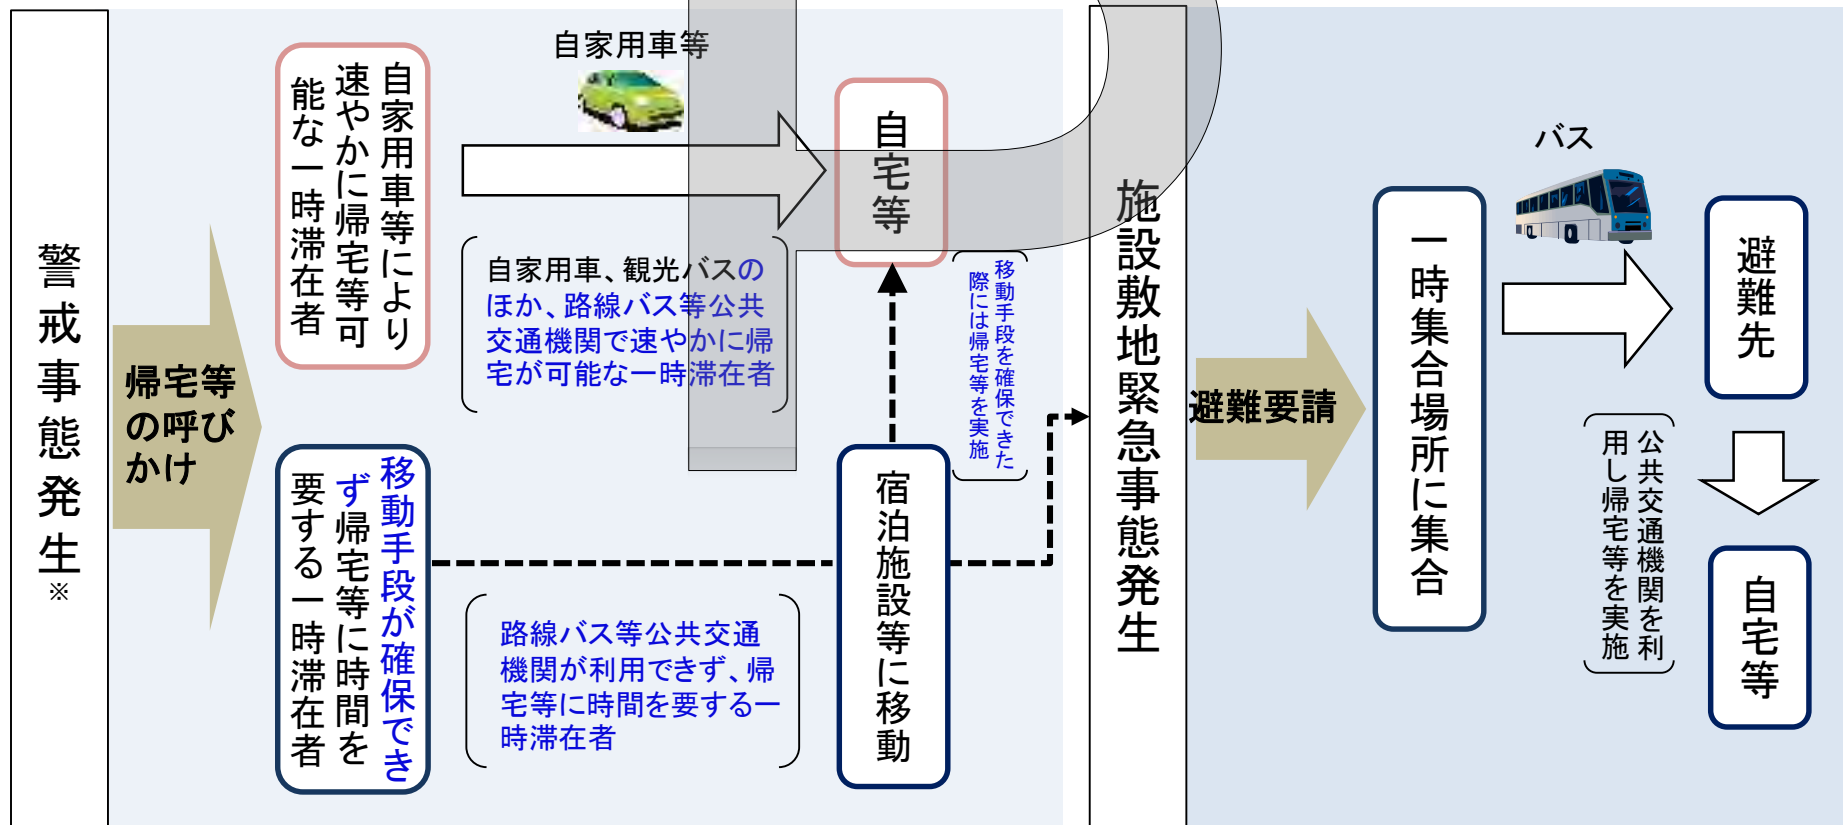 警戒事態発生
※
帰宅等
の呼び
かけ
自家用車等により
速やかに帰宅等可
能な一時滞在者
移動手段が確保でき
ず帰宅等に時間を
要する一時滞在者
自家用車等
自家用車、観光バスの
ほか、路線バス等公共
交通機関で速やかに帰
宅が可能な一時滞在者
路線バス等公共交通
機関が利用できず、帰
宅等に時間を要する一
時滞在者
自宅等
移動手段を確保できた
際には帰宅等を実施
宿泊施設等に移動
施設敷地緊急事態発生
避難要請
一時集合場所に集合
バス
避難先
公共交通機関を利
用し帰宅等を実施
自宅等